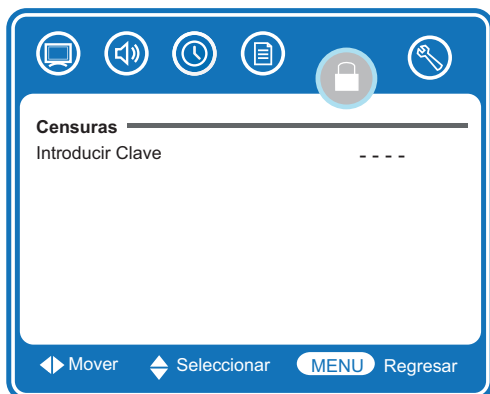 Censuras
Introducir Clave - - - -
Mover Seleccionar MENU Regresar